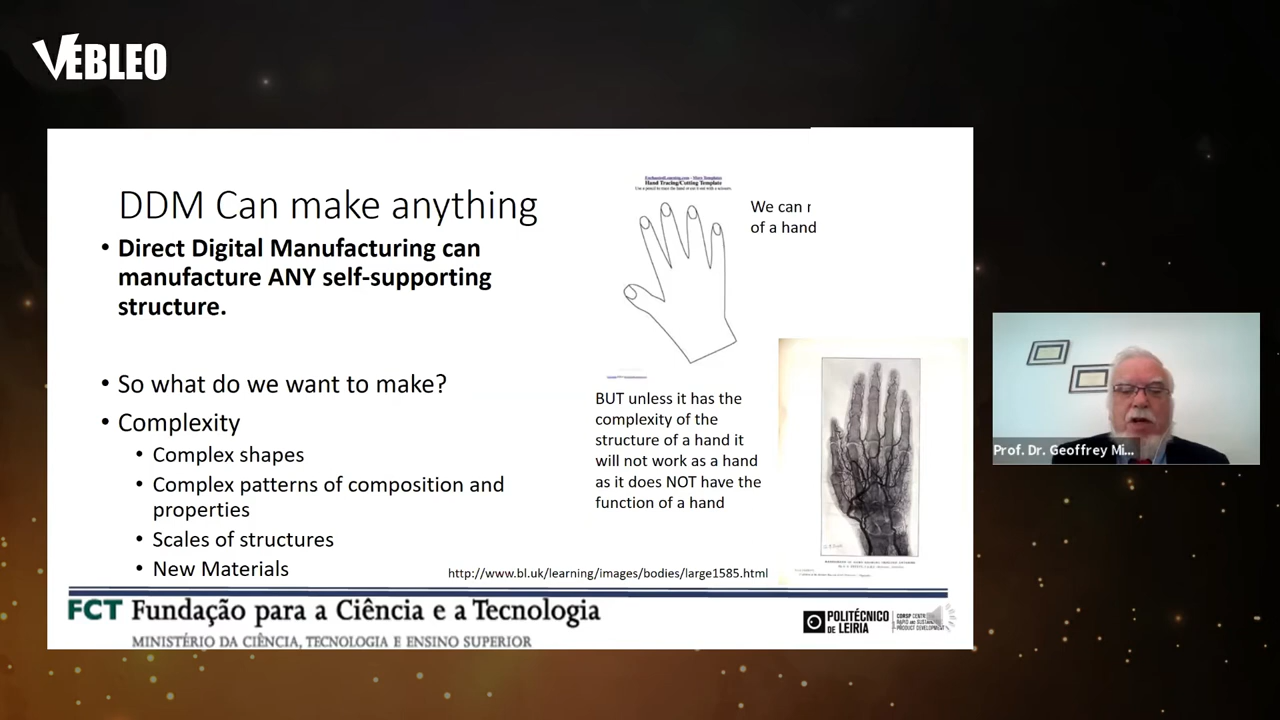 VEBLEO
DDM Can make anything
• Direct Digital Manufacturing can
manufacture ANY self-supporting
structure.
• So what do we want to make?
• Complexity
• Complex shapes
• Complex patterns of composition and
properties
• Scales of structures
• New Materials
Hand Tracing/Cutting Template
We can
of a hand
BUT unless it has the
complexity of the
structure of a hand it
will not work as a hand
as it does NOT have the
function of a hand
http://www.bl.uk/learning/images/bodies/large1585.html
FCT Fundação para a Ciência e a Tecnologia
MINISTÉRIO DA CIÊNCIA, TECNOLOGIA E ENSINO SUPERIOR
POLITÉCNICO
DE LEIRIA
Prof. Dr. Geoffrey Mi...